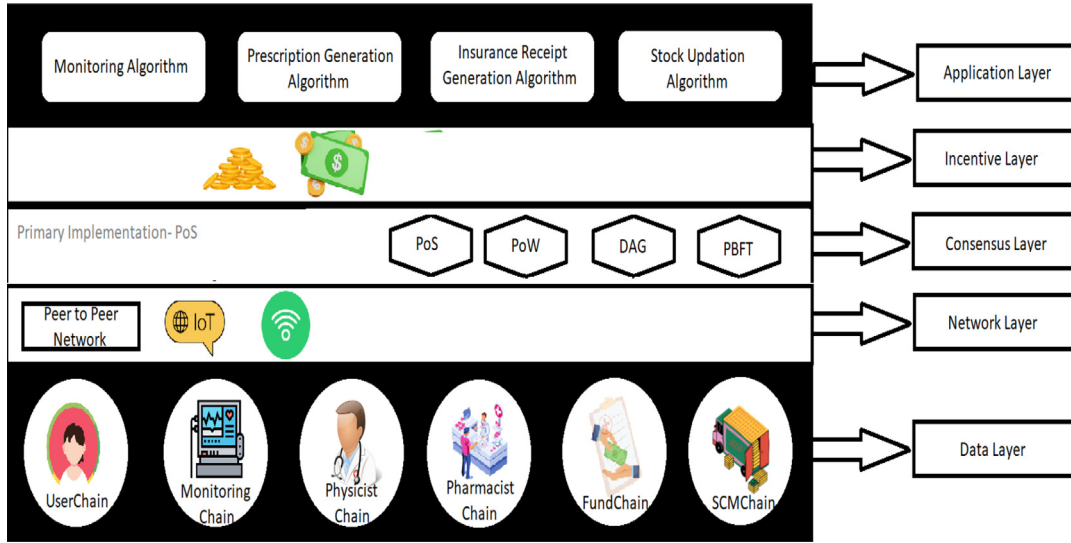 Monitoring Algorithm
Prescription Generation
Algorithm
Insurance Receipt
Generation Algorithm
Stock Updation
Algorithm
Application Layer
$
Incentive Layer
Primary Implementation- PoS
PoS
PoW
DAG
PBFT
Consensus Layer
Peer to Peer
Network
IoT
Network Layer
UserChain
Monitoring
Chain
Physicist
Chain
Pharmacist
Chain
FundChain
SCMChain
Data Layer